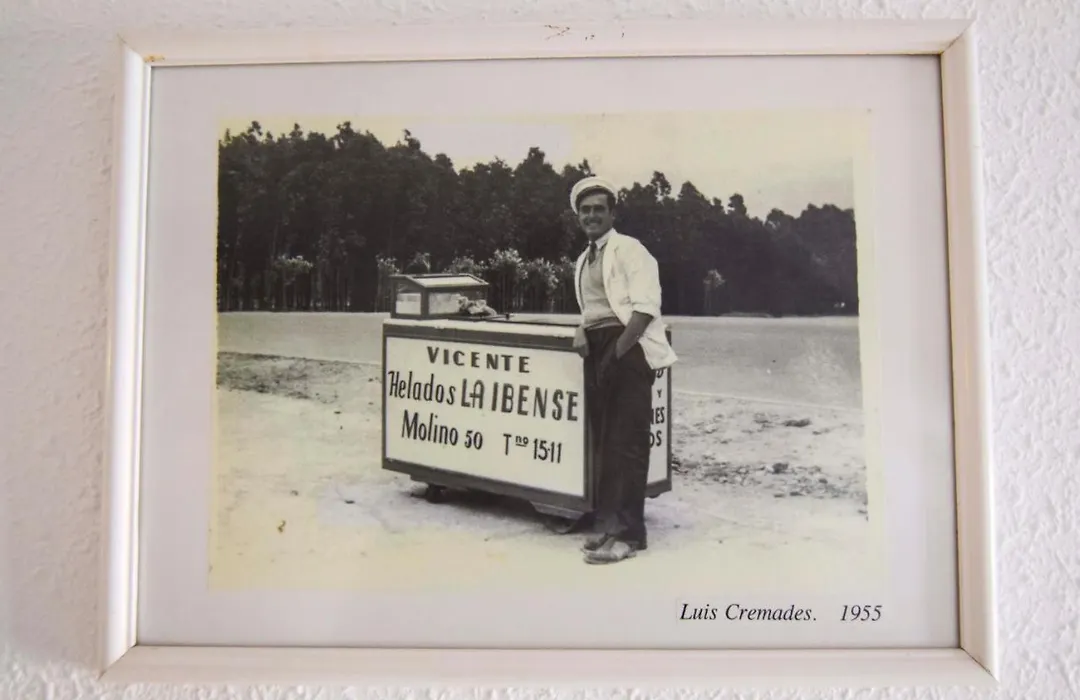 VICENTE
Helados LA IBENSE
Molino 50 Tno 15-11
Y
Luis Cremades. 1955